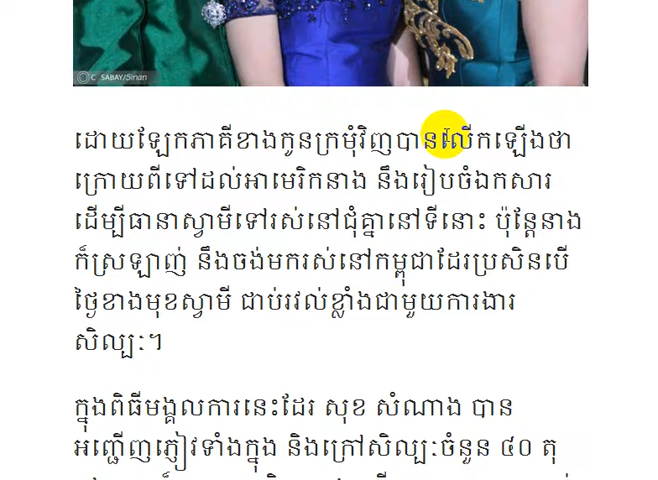 C SABAY/Sinan
ដោយឡែកភាគីខាងកូនក្រមុំវិញបានលើកឡើងថា
ក្រោយពីទៅដល់អាមេរិកនាង នឹងរៀបចំឯកសារ
ដើម្បីធានាស្វាមីទៅរស់នៅជុំគ្នានៅទីនោះ ប៉ុន្តែនាង
ក៏ស្រឡាញ់ នឹងចង់មករស់នៅកម្ពុជាដែរប្រសិនបើ
ថ្ងៃខាងមុខស្វាមី ជាប់រវល់ខ្លាំងជាមួយការងារ
សិល្បៈ។
ក្នុងពិធីមង្គលការនេះដែរ សុខ សំណាង បាន
អញ្ជើញភ្ញៀវទាំងក្នុង និងក្រៅសិល្បៈចំនួន ៤០ តុ